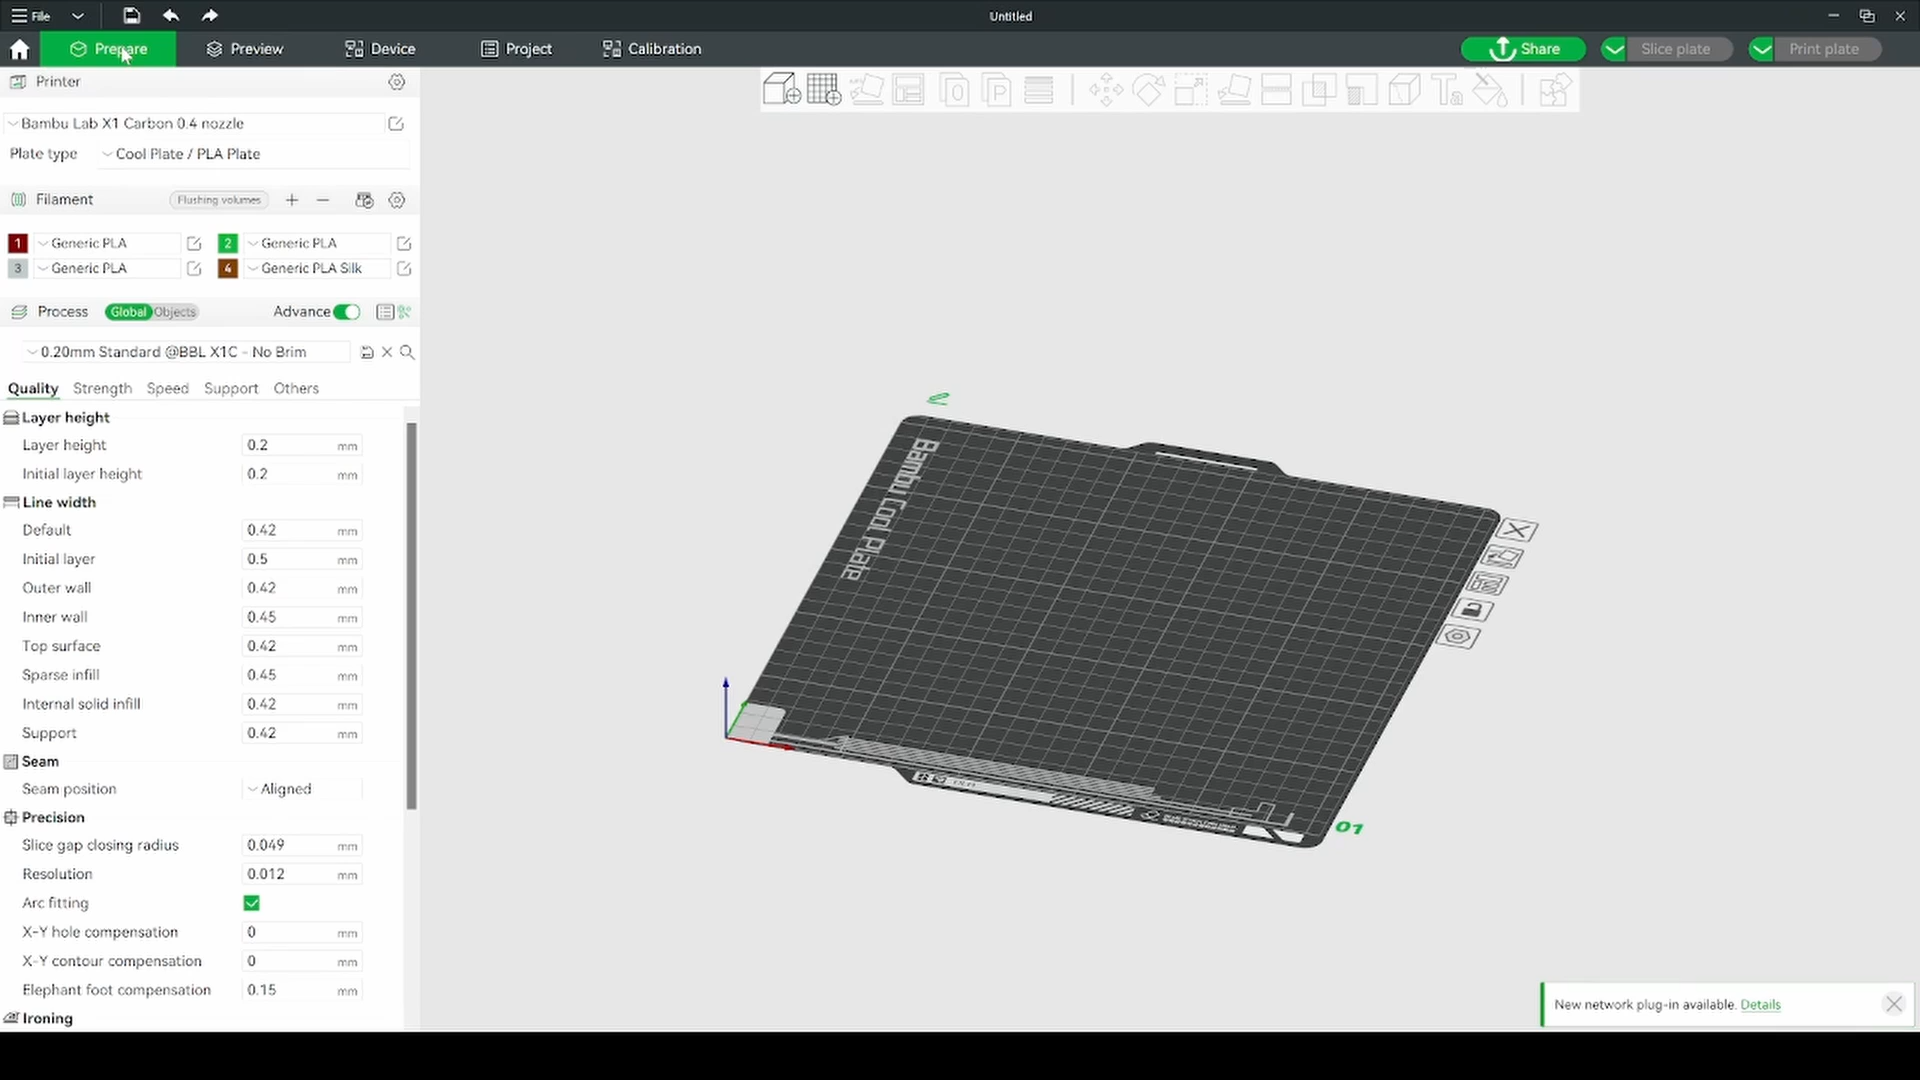 File
Untitled
Prepare
Preview
Device
Project
Calibration
Share
Slice plate
Print plate
Printer
Bambu Lab X1 Carbon 0.4 nozzle
Plate type
Cool Plate / PLA Plate
Filament
Flushing volumes
1 Generic PLA
2 Generic PLA
3 Generic PLA
4 Generic PLA Silk
Process
Global Objects
Advance
0.20mm Standard @BBL X1C - No Brim
Quality Strength Speed Support Others
Layer height
Layer height 0.2 mm
Initial layer height 0.2 mm
Line width
Default 0.42 mm
Initial layer 0.5 mm
Outer wall 0.42 mm
Inner wall 0.45 mm
Top surface 0.42 mm
Sparse infill 0.45 mm
Internal solid infill 0.42 mm
Support 0.42 mm
Seam
Seam position Aligned
Precision
Slice gap closing radius 0.049 mm
Resolution 0.012 mm
Arc fitting
X-Y hole compensation 0 mm
X-Y contour compensation 0 mm
Elephant foot compensation 0.15 mm
Ironing
Bambu Cool Plate
01
New network plug-in available. Details